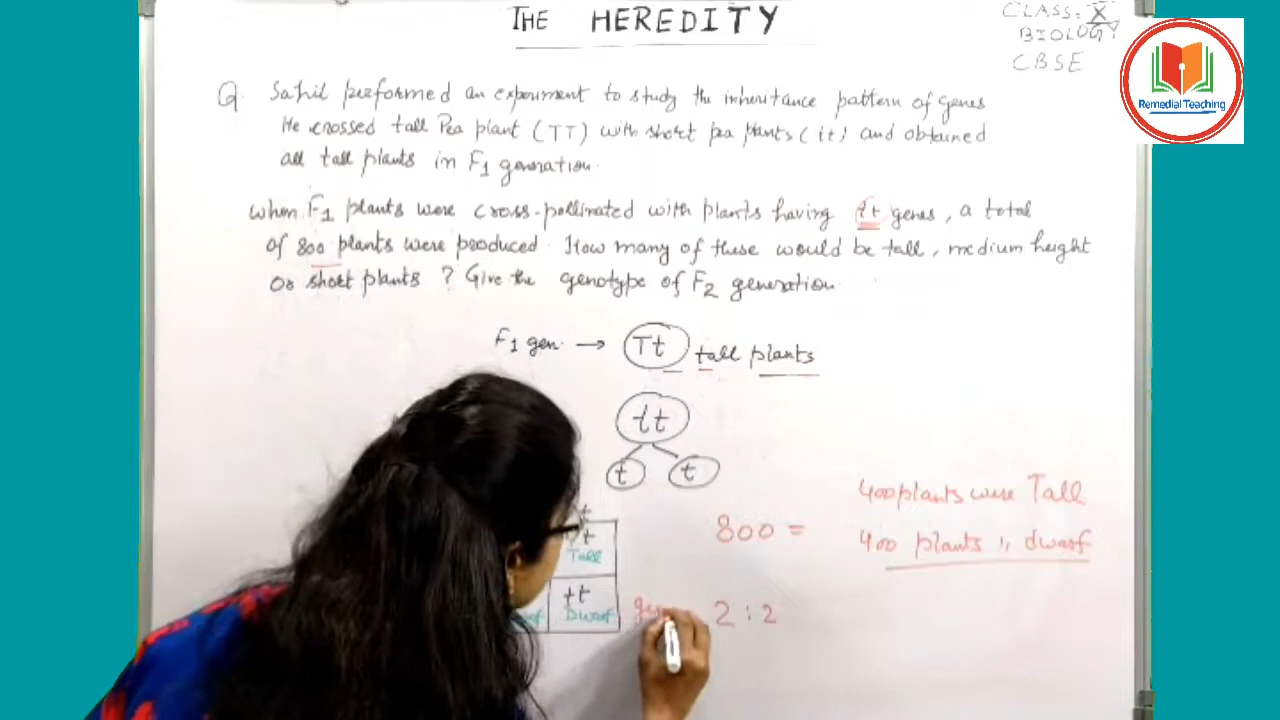 THE HEREDITY
CLASS: X
BIOLOGY
CBSE
Remedial Teaching
Q. Sahil performed an experiment to study the inheritance pattern of genes
He crossed tall Pea plant (TT) with short pea plants (tt) and obtained
all tall plants in F1 generation.
When F1 plants were cross-pollinated with plants having tt genes, a total
of 800 plants were produced. How many of these would be tall, medium height
or short plants? Give the genotype of F2 generation.
F1 gen. → Tt tall plants
tt
t t
t
t
Tall
tt
Dwarf
800 =
400 plants were Tall
400 plants " dwarf
2 : 2